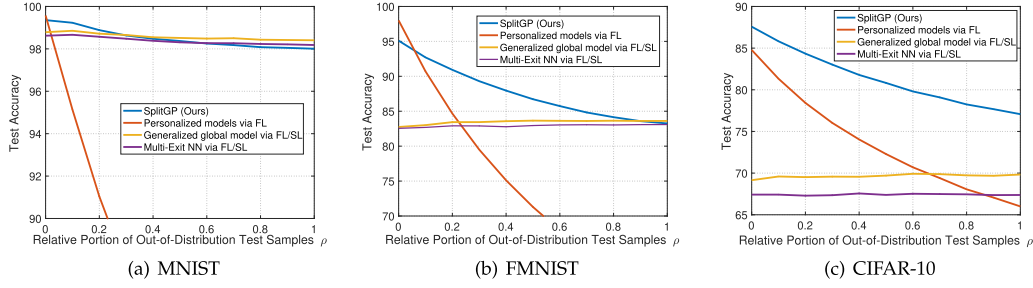 100
98
96
94
92
90
Test Accuracy
0 0.2 0.4 0.6 0.8 1
Relative Portion of Out-of-Distribution Test Samples ρ
SplitGP (Ours)
Personalized models via FL
Generalized global model via FL/SL
Multi-Exit NN via FL/SL
(a) MNIST
100
95
90
85
80
75
70
Test Accuracy
0 0.2 0.4 0.6 0.8 1
Relative Portion of Out-of-Distribution Test Samples ρ
SplitGP (Ours)
Personalized models via FL
Generalized global model via FL/SL
Multi-Exit NN via FL/SL
(b) FMNIST
90
85
80
75
70
65
Test Accuracy
0 0.2 0.4 0.6 0.8 1
Relative Portion of Out-of-Distribution Test Samples ρ
SplitGP (Ours)
Personalized models via FL
Generalized global model via FL/SL
Multi-Exit NN via FL/SL
(c) CIFAR-10